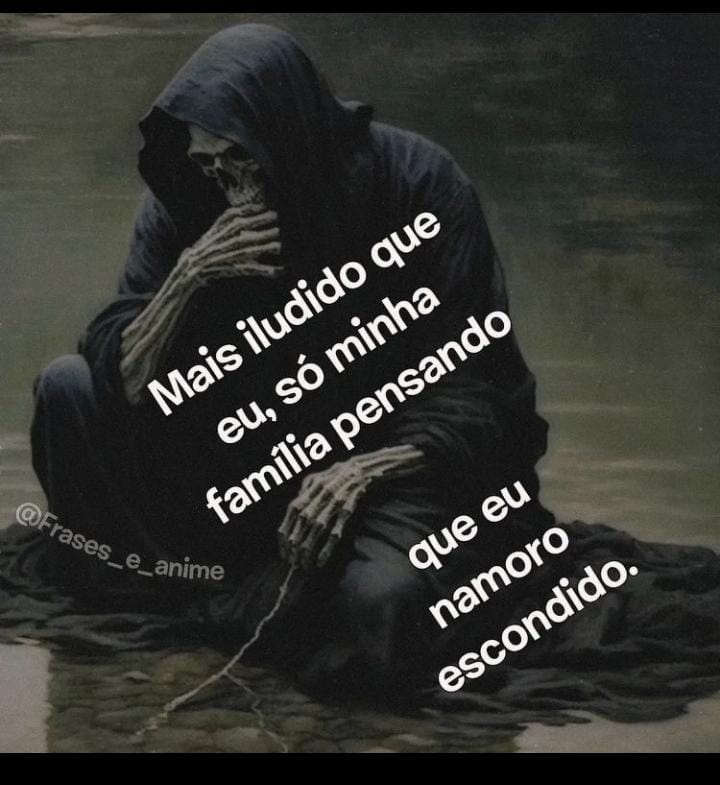 Mais iludido que
eu, só minha
família pensando
que eu
namoro
escondido.
@Frases_e_anime